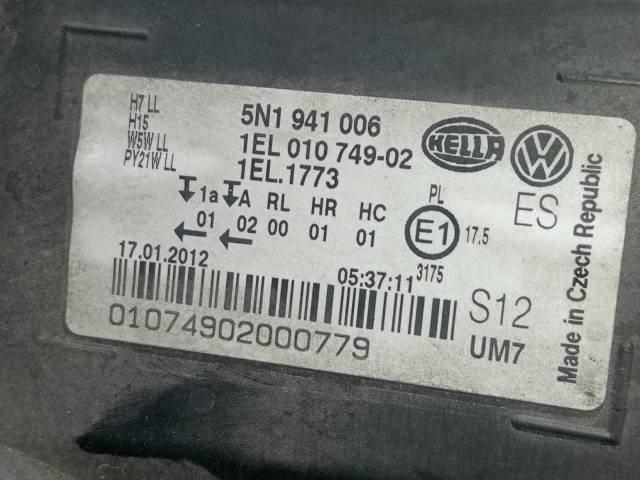 H7 LL
H15
W5W LL
PY21W LL
5N1 941 006
1EL 010 749-02
1EL.1773
HELLA
VW
1a A RL HR HC
01 02 00 01 01
PL
E1
17.5
3175
ES
17.01.2012
05:37:11
01074902000779
S12
UM7
Made in Czech Republic